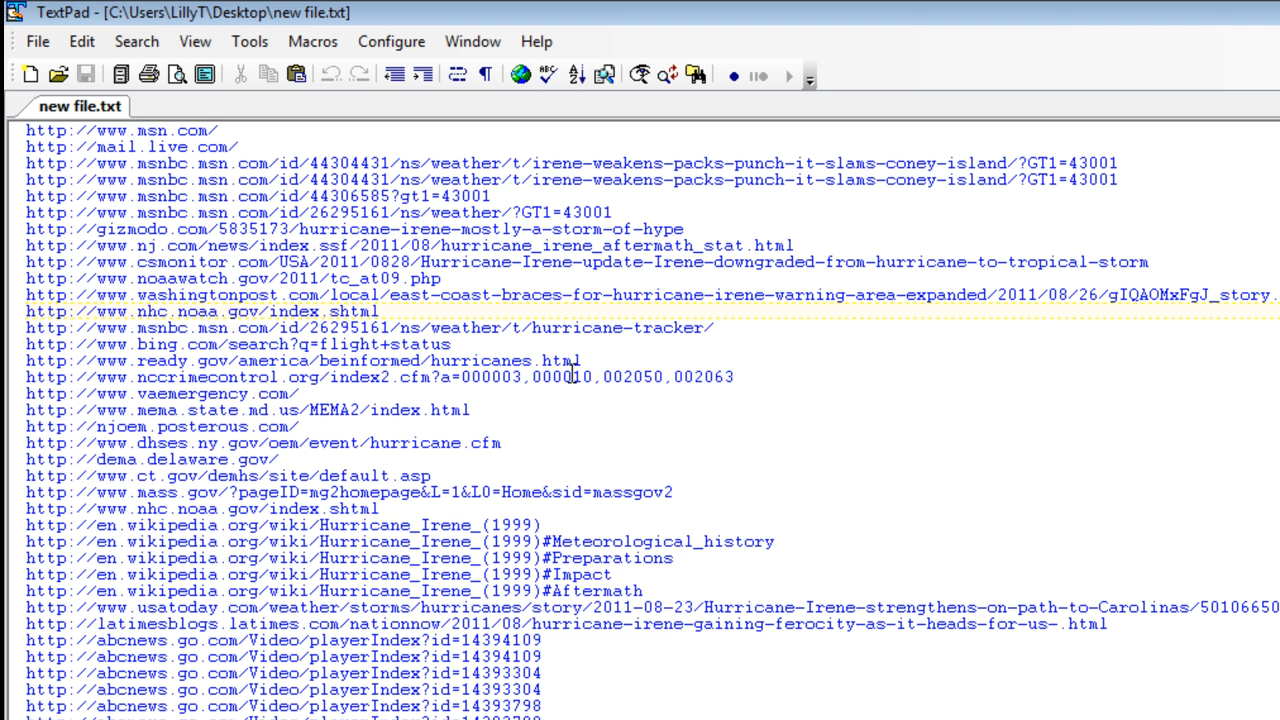 TextPad - [C:\Users\LillyT\Desktop\new file.txt]
File Edit Search View Tools Macros Configure Window Help
new file.txt
http://www.msn.com/
http://mail.live.com/
http://www.msnbc.msn.com/id/44304431/ns/weather/t/irene-weakens-packs-punch-it-slams-coney-island/?GT1=43001
http://www.msnbc.msn.com/id/44304431/ns/weather/t/irene-weakens-packs-punch-it-slams-coney-island/?GT1=43001
http://www.msnbc.msn.com/id/44306585?gt1=43001
http://www.msnbc.msn.com/id/26295161/ns/weather/?GT1=43001
http://gizmodo.com/5835173/hurricane-irene-mostly-a-storm-of-hype
http://www.nj.com/news/index.ssf/2011/08/hurricane_irene_aftermath_stat.html
http://www.csmonitor.com/USA/2011/0828/Hurricane-Irene-update-Irene-downgraded-from-hurricane-to-tropical-storm
http://www.noaawatch.gov/2011/tc_at09.php
http://www.washingtonpost.com/local/east-coast-braces-for-hurricane-irene-warning-area-expanded/2011/08/26/gIQAOMxFgJ_story.
http://www.nhc.noaa.gov/index.shtml
http://www.msnbc.msn.com/id/26295161/ns/weather/t/hurricane-tracker/
http://www.bing.com/search?q=flight+status
http://www.ready.gov/america/beinformed/hurricanes.html
http://www.nccrimecontrol.org/index2.cfm?a=000003,000010,002050,002063
http://www.vaemergency.com/
http://www.mema.state.md.us/MEMA2/index.html
http://njoem.posterous.com/
http://www.dhses.ny.gov/oem/event/hurricane.cfm
http://dema.delaware.gov/
http://www.ct.gov/demhs/site/default.asp
http://www.mass.gov/?pageID=mg2homepage&L=1&L0=Home&sid=massgov2
http://www.nhc.noaa.gov/index.shtml
http://en.wikipedia.org/wiki/Hurricane_Irene_(1999)
http://en.wikipedia.org/wiki/Hurricane_Irene_(1999)#Meteorological_history
http://en.wikipedia.org/wiki/Hurricane_Irene_(1999)#Preparations
http://en.wikipedia.org/wiki/Hurricane_Irene_(1999)#Impact
http://en.wikipedia.org/wiki/Hurricane_Irene_(1999)#Aftermath
http://www.usatoday.com/weather/storms/hurricanes/story/2011-08-23/Hurricane-Irene-strengthens-on-path-to-Carolinas/50106650
http://latimesblogs.latimes.com/nationnow/2011/08/hurricane-irene-gaining-ferocity-as-it-heads-for-us-.html
http://abcnews.go.com/Video/playerIndex?id=14394109
http://abcnews.go.com/Video/playerIndex?id=14394109
http://abcnews.go.com/Video/playerIndex?id=14393304
http://abcnews.go.com/Video/playerIndex?id=14393304
http://abcnews.go.com/Video/playerIndex?id=14393798